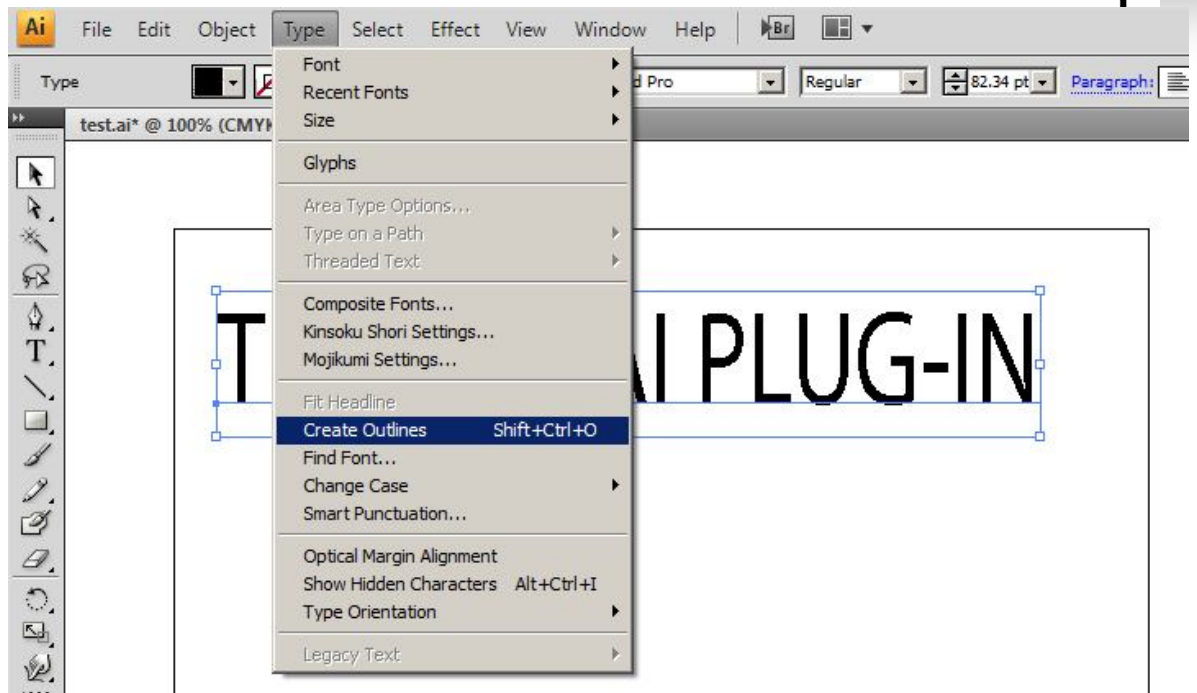 Ai File Edit Object Type Select Effect View Window Help Br
Type Pro Regular 82.34 pt Paragraph:
test.ai* @ 100% (CMYK
Font
Recent Fonts
Size
Glyphs
Area Type Options...
Type on a Path
Threaded Text
Composite Fonts...
Kinsoku Shori Settings...
Mojikumi Settings...
Fit Headline
Create Outlines Shift+Ctrl+O
Find Font...
Change Case
Smart Punctuation...
Optical Margin Alignment
Show Hidden Characters Alt+Ctrl+I
Type Orientation
Legacy Text
T AI PLUG-IN
T